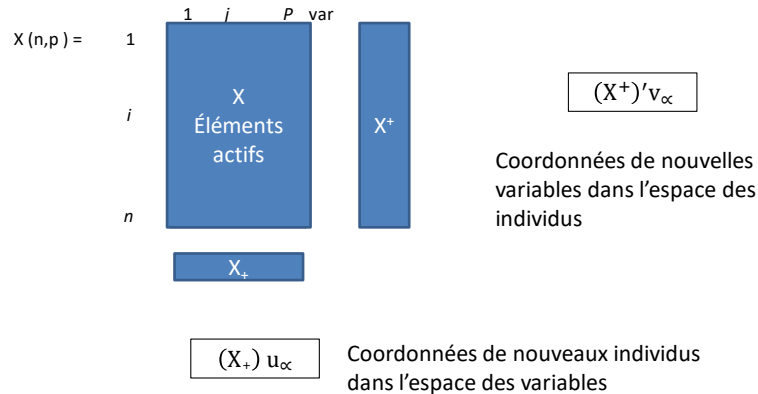 1 j P var
X (n,p ) = 1
i
n
X
Éléments
actifs
X⁺
(X⁺)′v∝
Coordonnées de nouvelles
variables dans l’espace des
individus
X₊
(X₊) u∝
Coordonnées de nouveaux individus
dans l’espace des variables